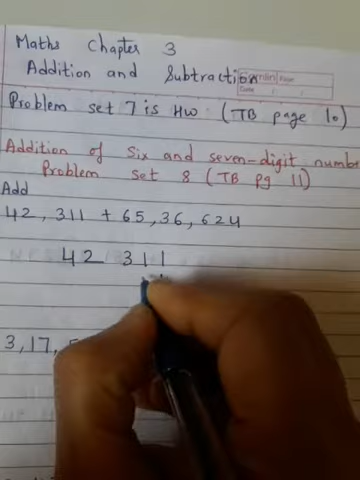 Maths Chapter 3
Addition and Subtraction
Problem set 7 is HW (TB page 10)
Addition of Six and seven-digit number
Problem set 8 (TB pg 11)
Add
42,311 + 65,36,624
42 311
3,17,